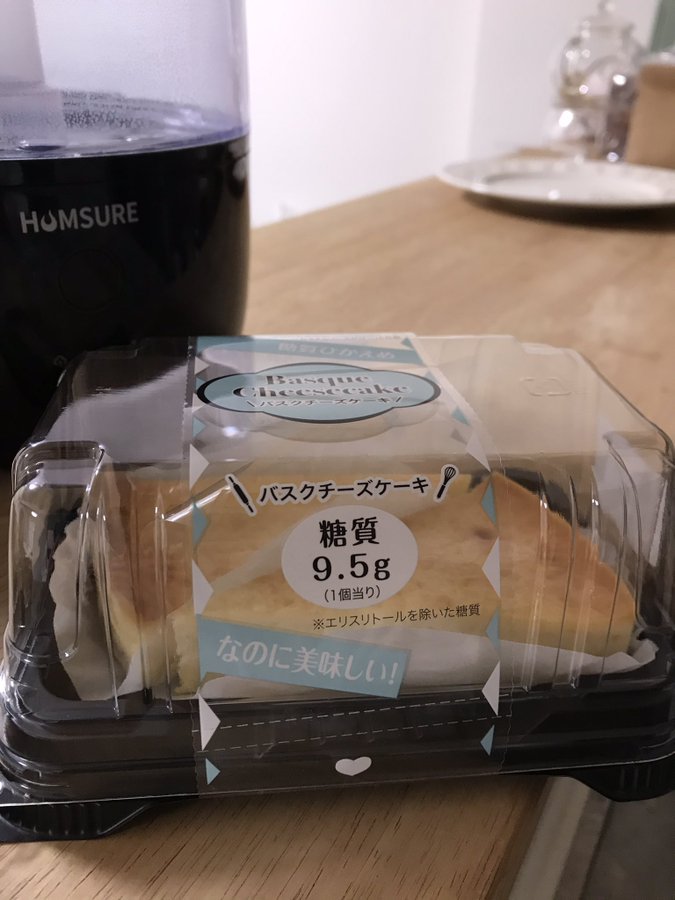 HOMSURE
糖質ひかえめ
Basque
Cheesecake
\バスクチーズケーキ/
バスクチーズケーキ
糖質
9.5g
(1個当り)
※エリスリトールを除いた糖質
なのに美味しい!